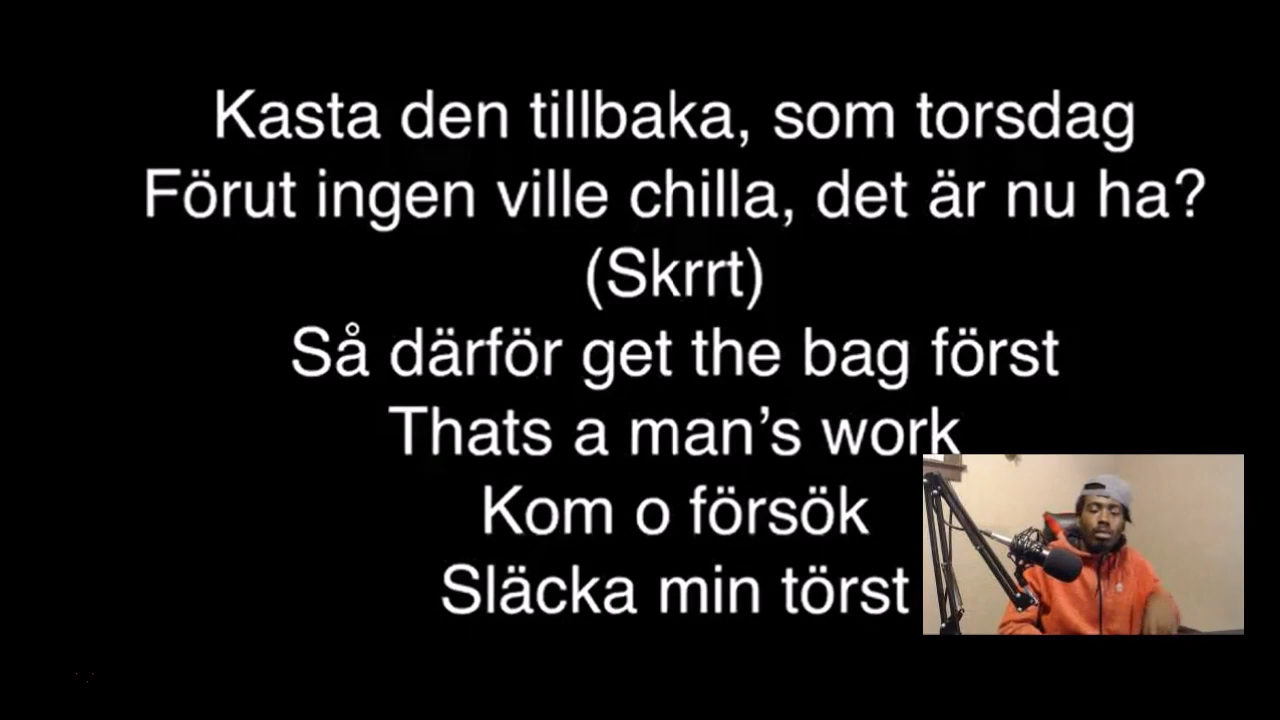 Kasta den tillbaka, som torsdag
Förut ingen ville chilla, det är nu ha?
(Skrrt)
Så därför get the bag först
Thats a man’s work
Kom o försök
Släcka min törst